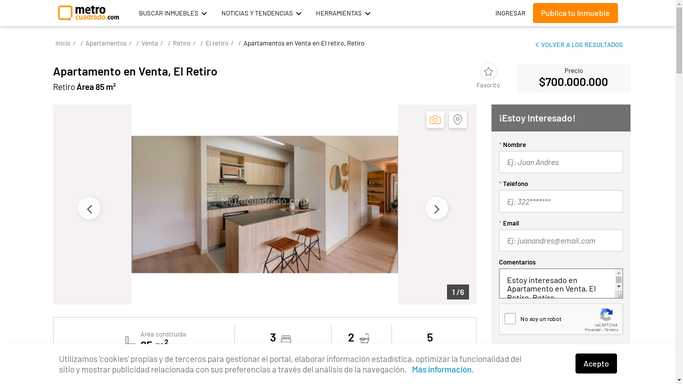 metro
cuadrado.com
BUSCAR INMUEBLES
NOTICIAS Y TENDENCIAS
HERRAMIENTAS
INGRESAR
Publica tu Inmueble
Inicio / / Apartamentos / / Venta / / Retiro / / El retiro / / Apartamentos en Venta en El retiro, Retiro
< VOLVER A LOS RESULTADOS
Apartamento en Venta, El Retiro
Retiro Área 85 m²
Favorito
Precio
$700.000.000
1 / 6
¡Estoy Interesado!
* Nombre
Ej: Juan Andres
* Telefono
Ej: 322*******
* Email
Ej: juanandres@email.com
Comentarios
Estoy interesado en
Apartamento en Venta, El
Retiro, Retiro
No soy un robot
reCAPTCHA
Privacidad - Términos
Área construida
85 m²
3
2
5
Utilizamos 'cookies' propias y de terceros para gestionar el portal, elaborar información estadística, optimizar la funcionalidad del
sitio y mostrar publicidad relacionada con sus preferencias a través del análisis de la navegación. Más información.
Acepto